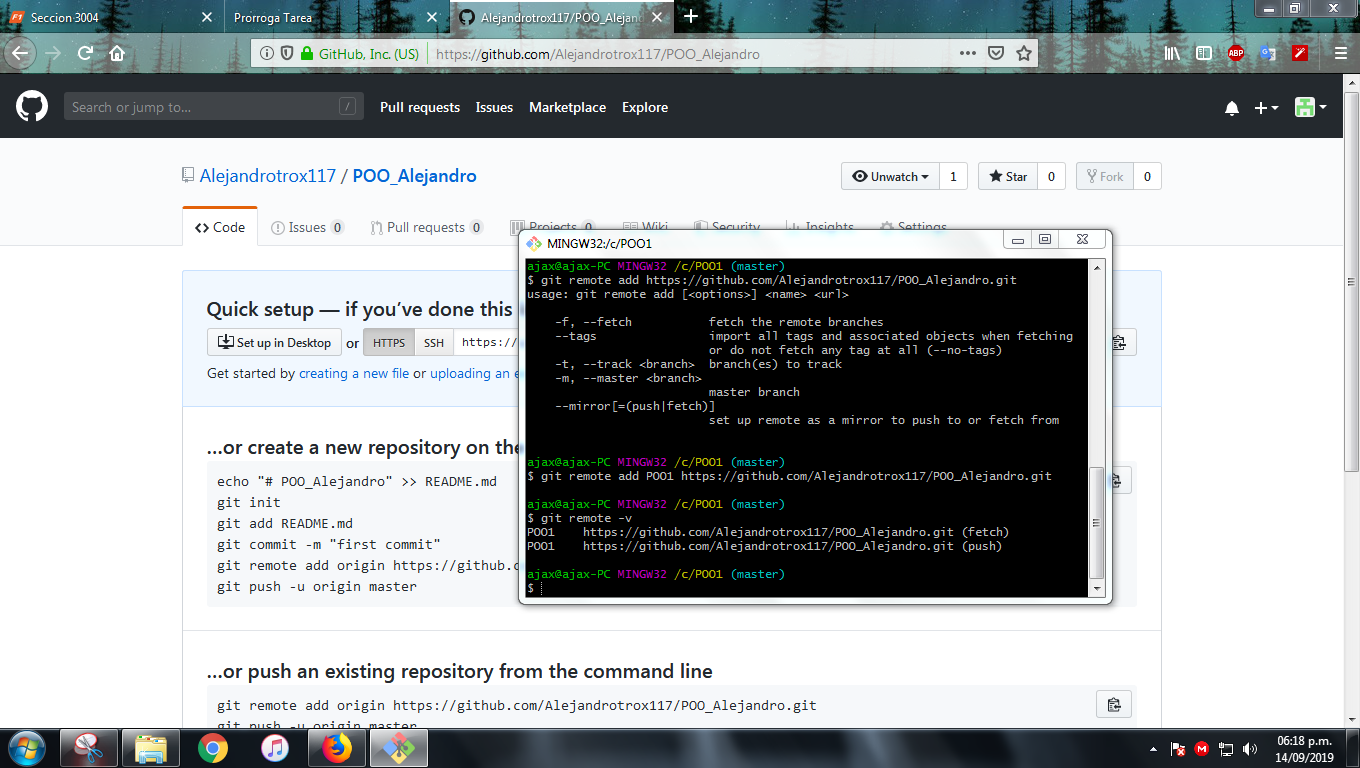 Seccion 3004
Prorroga Tarea
Alejandrotrox117/POO_Alejand
GitHub, Inc. (US)
https://github.com/Alejandrotrox117/POO_Alejandro
ABP
Search or jump to...
/
Pull requests
Issues
Marketplace
Explore
Alejandrotrox117 / POO_Alejandro
Unwatch
1
Star
0
Fork
0
Code
Issues 0
Pull requests 0
Projects 0
Wiki
Security
Insights
Settings
Quick setup — if you've done this
Set up in Desktop
or
HTTPS
SSH
https://
Get started by creating a new file or uploading an e
...or create a new repository on the
echo "# POO_Alejandro" >> README.md
git init
git add README.md
git commit -m "first commit"
git remote add origin https://github.c
git push -u origin master
...or push an existing repository from the command line
git remote add origin https://github.com/Alejandrotrox117/POO_Alejandro.git
git push -u origin master
MINGW32:/c/POO1
ajax@ajax-PC MINGW32 /c/POO1 (master)
$ git remote add https://github.com/Alejandrotrox117/POO_Alejandro.git
usage: git remote add [<options>] <name> <url>
-f, --fetch fetch the remote branches
--tags import all tags and associated objects when fetching
or do not fetch any tag at all (--no-tags)
-t, --track <branch> branch(es) to track
-m, --master <branch>
master branch
--mirror[=(push|fetch)]
set up remote as a mirror to push to or fetch from
ajax@ajax-PC MINGW32 /c/POO1 (master)
$ git remote add POO1 https://github.com/Alejandrotrox117/POO_Alejandro.git
ajax@ajax-PC MINGW32 /c/POO1 (master)
$ git remote -v
POO1 https://github.com/Alejandrotrox117/POO_Alejandro.git (fetch)
POO1 https://github.com/Alejandrotrox117/POO_Alejandro.git (push)
ajax@ajax-PC MINGW32 /c/POO1 (master)
$
06:18 p.m.
14/09/2019